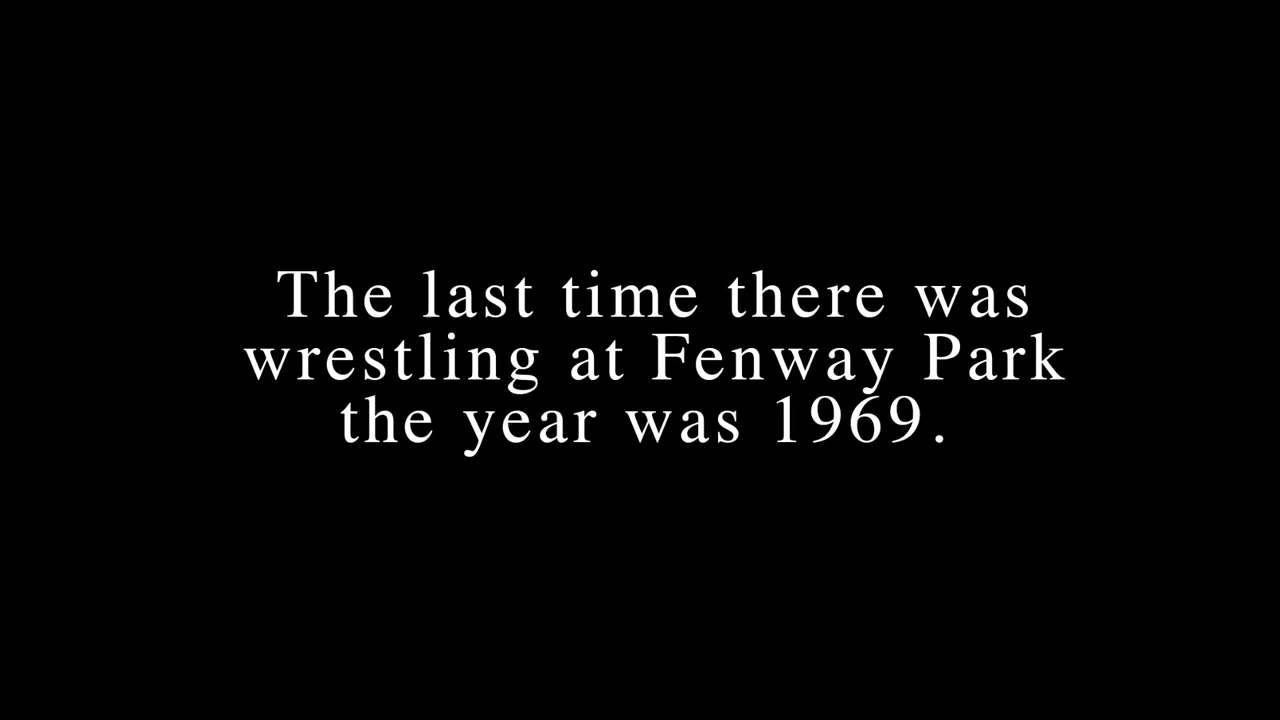 The last time there was
wrestling at Fenway Park
the year was 1969.